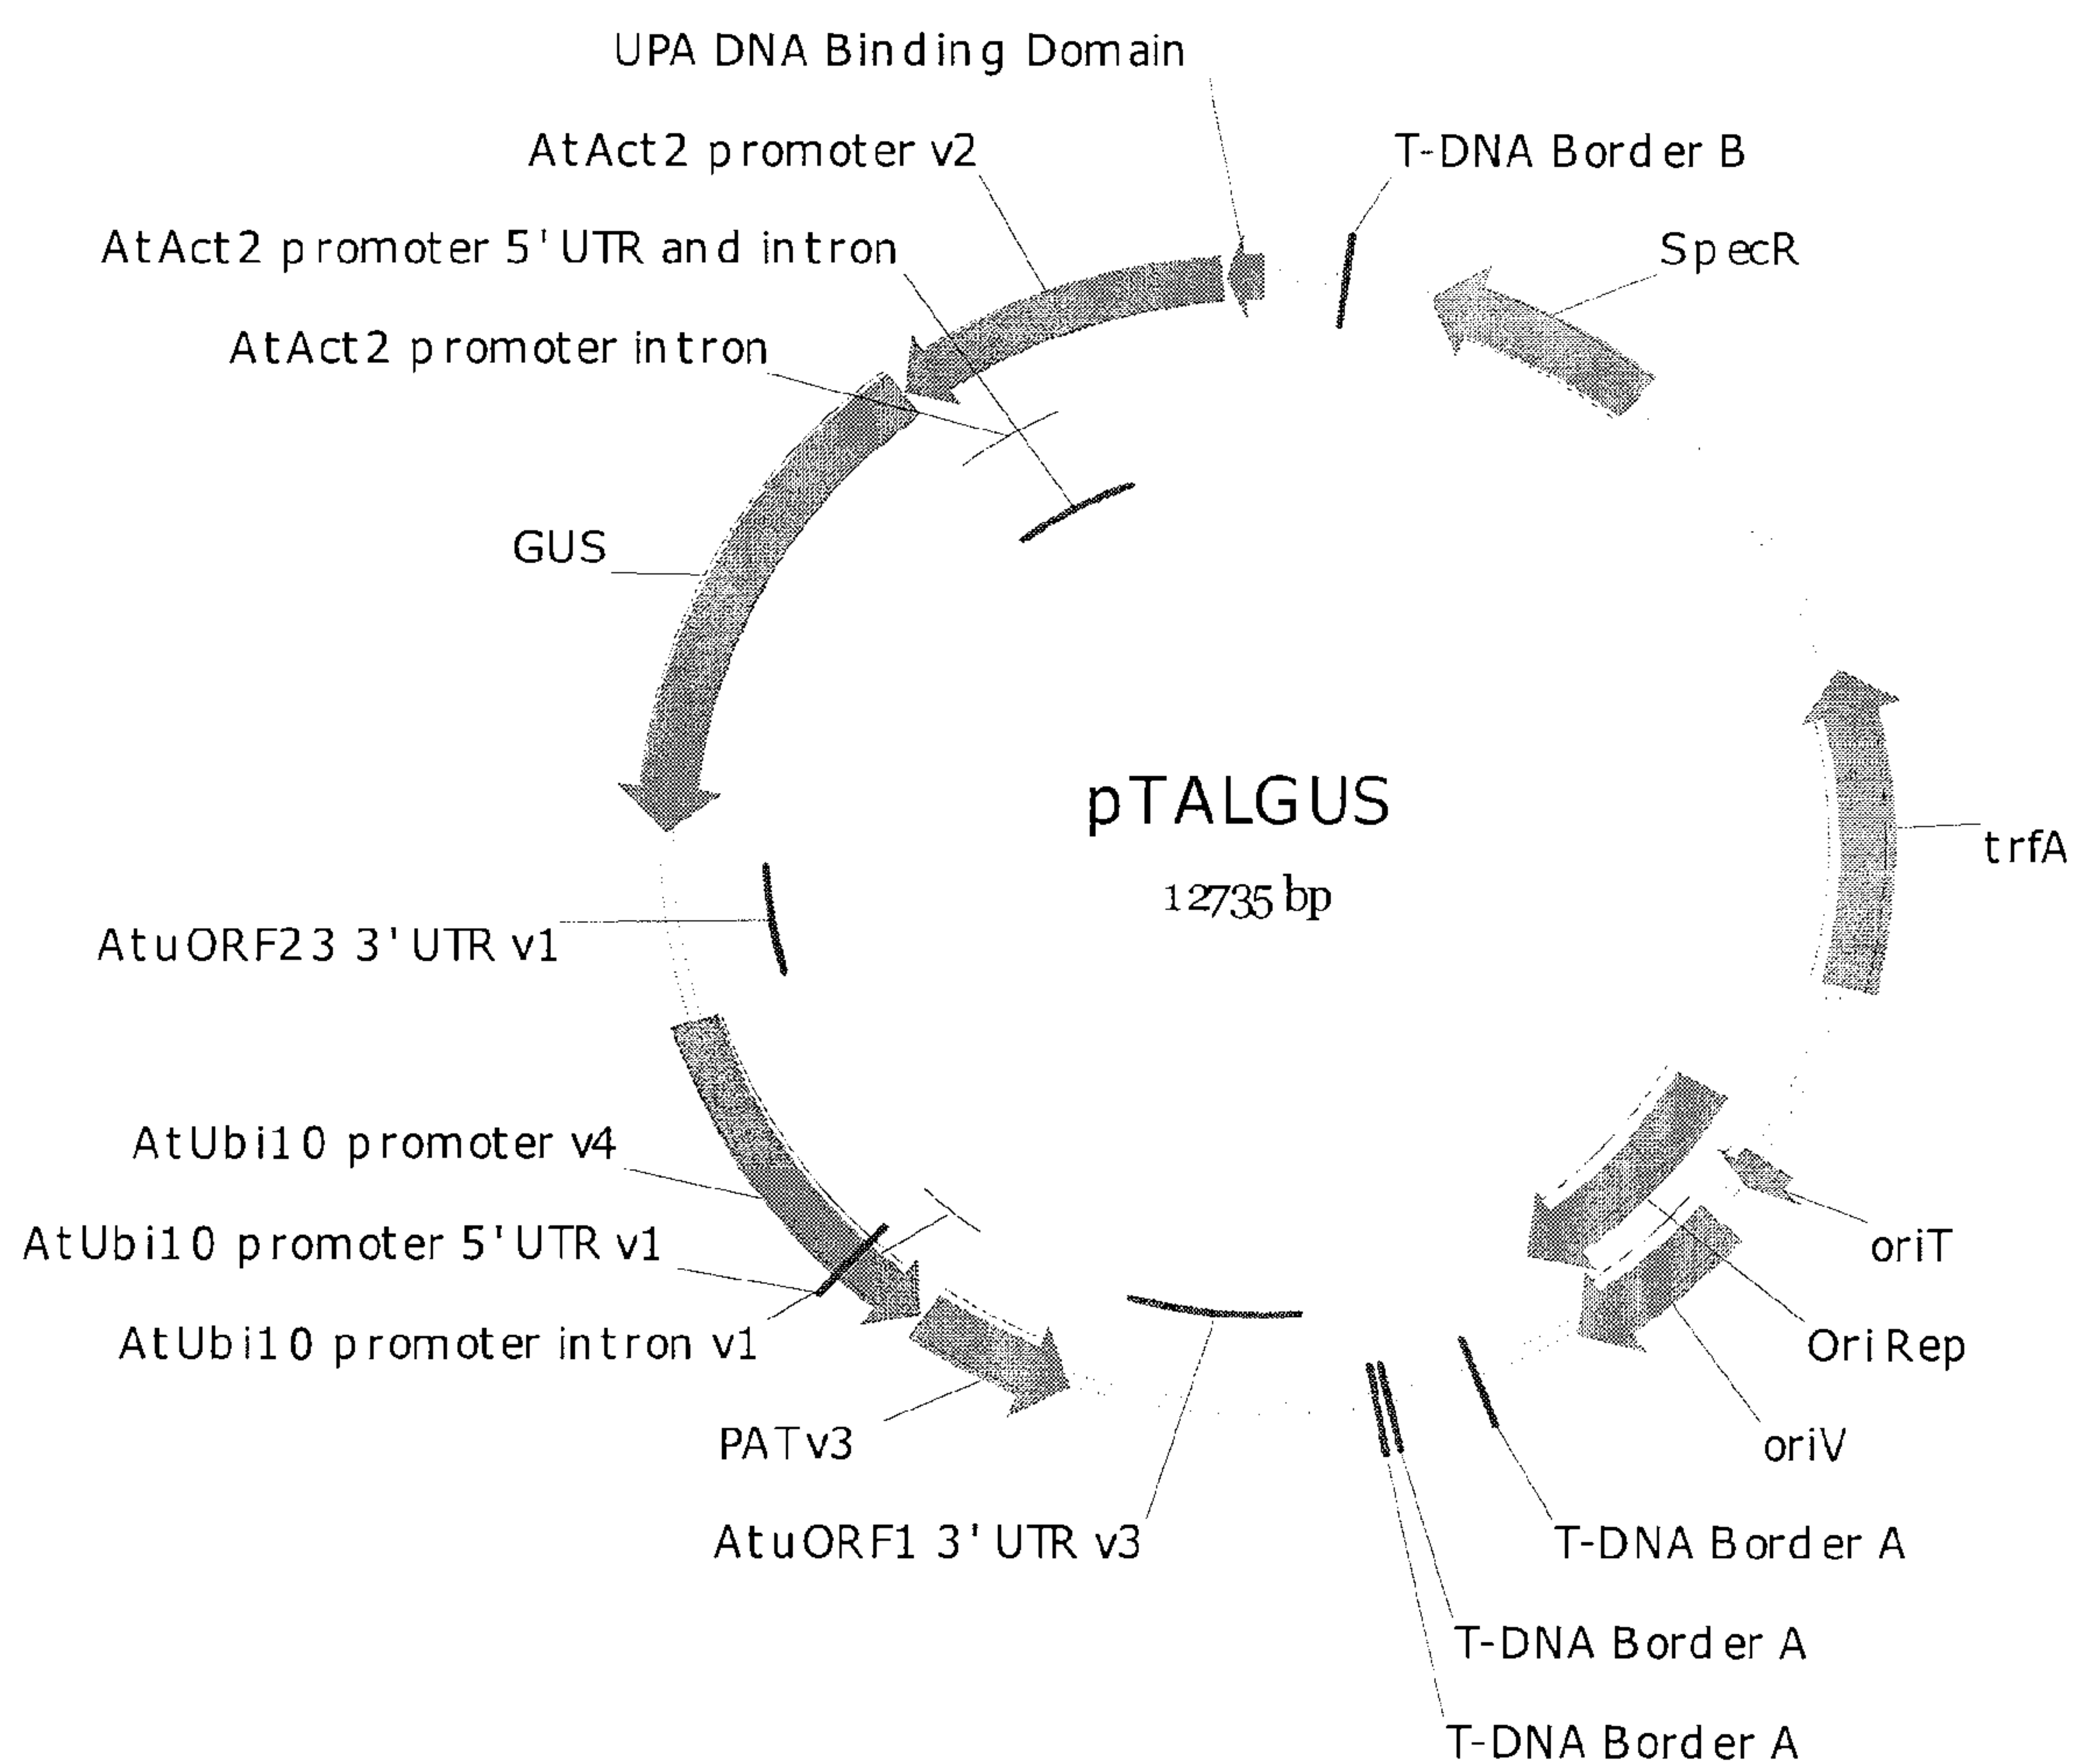 UPA DNA Binding Domain
AtAct2 promoter v2
T-DNA Border B
AtAct2 promoter 5'UTR and intron
SpecR
AtAct2 promoter intron
GUS
pTALGUS
12735 bp
trfA
AtuORF23 3'UTR v1
AtUbi10 promoter v4
AtUbi10 promoter 5'UTR v1
oriT
AtUbi10 promoter intron v1
Ori Rep
PATv3
oriV
AtuORF1 3'UTR v3
T-DNA Border A
T-DNA Border A
T-DNA Border A